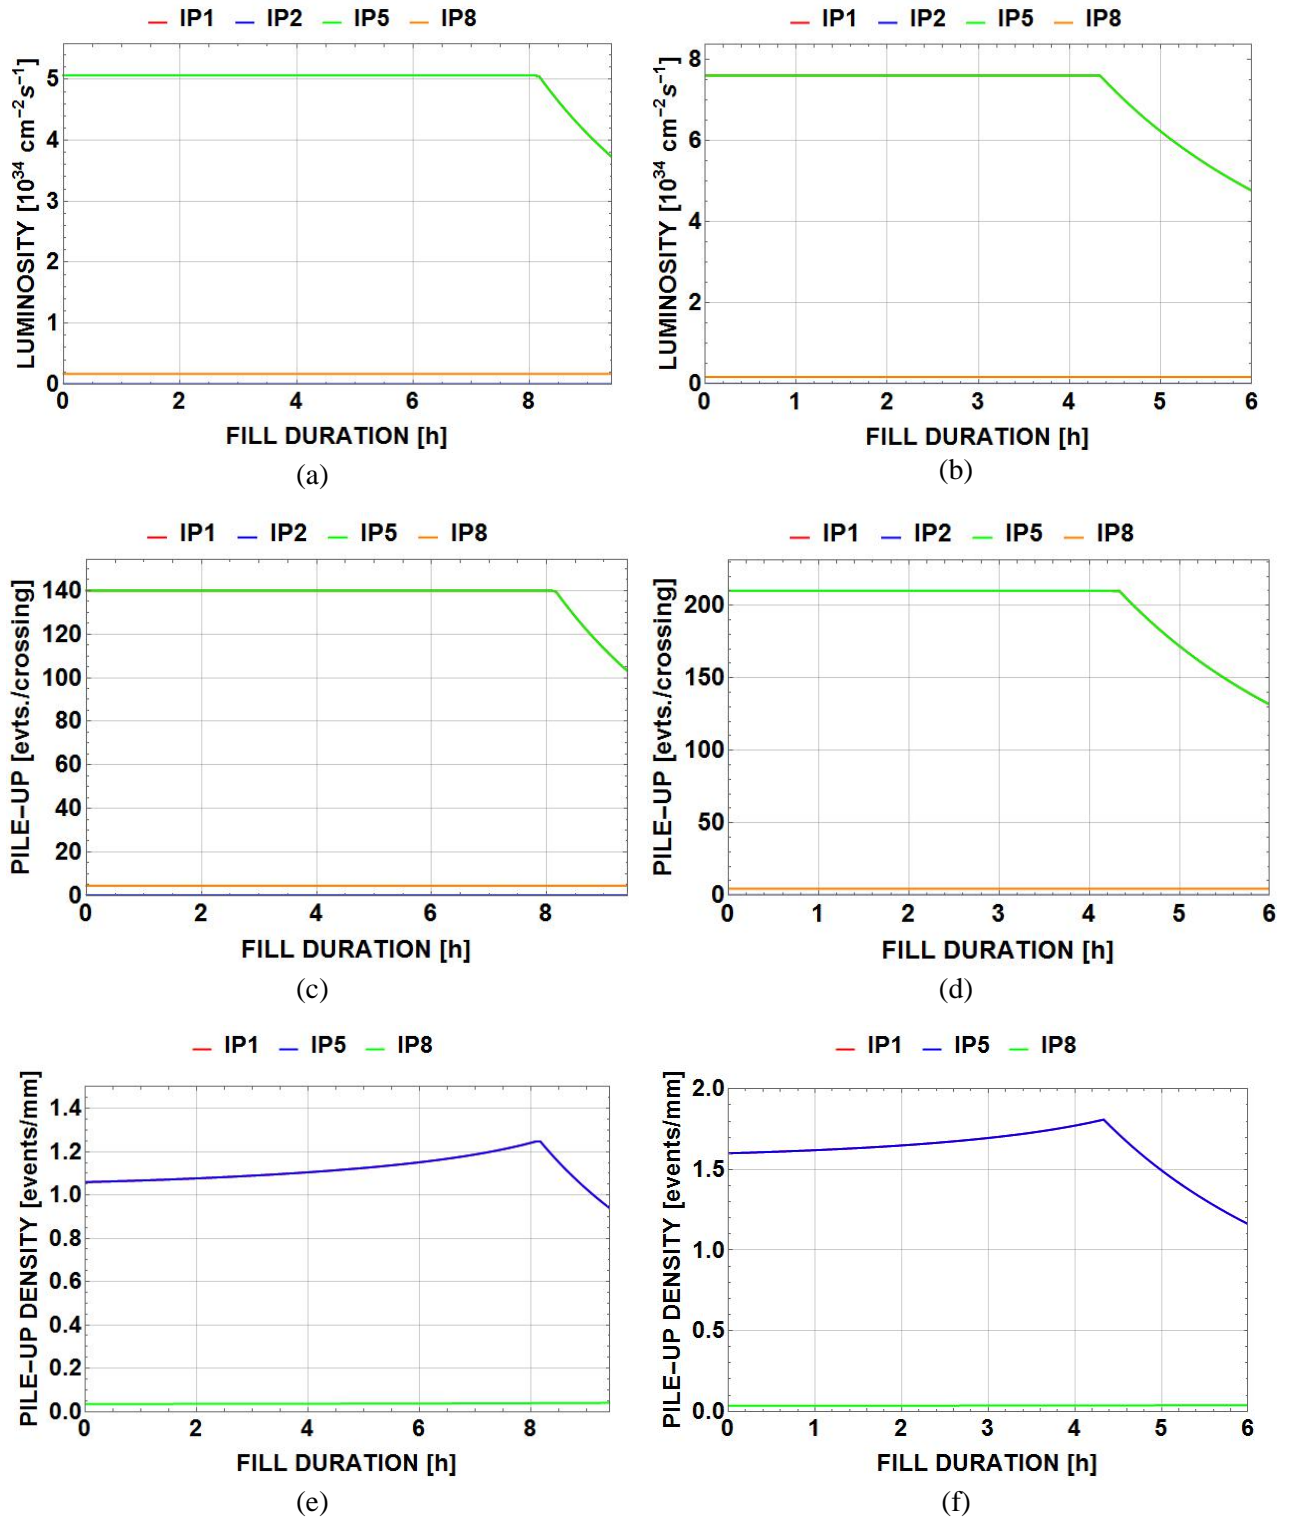 IP1 IP2 IP5 IP8
LUMINOSITY [10^34 cm^−2 s^−1]
5
4
3
2
1
0
0 2 4 6 8
FILL DURATION [h]
(a)
IP1 IP2 IP5 IP8
LUMINOSITY [10^34 cm^−2 s^−1]
8
6
4
2
0
0 1 2 3 4 5 6
FILL DURATION [h]
(b)
IP1 IP2 IP5 IP8
PILE−UP [evts./crossing]
140
120
100
80
60
40
20
0
0 2 4 6 8
FILL DURATION [h]
(c)
IP1 IP2 IP5 IP8
PILE−UP [evts./crossing]
200
150
100
50
0
0 1 2 3 4 5 6
FILL DURATION [h]
(d)
IP1 IP5 IP8
PILE−UP DENSITY [events/mm]
1.4
1.2
1.0
0.8
0.6
0.4
0.2
0.0
0 2 4 6 8
FILL DURATION [h]
(e)
IP1 IP5 IP8
PILE−UP DENSITY [events/mm]
2.0
1.5
1.0
0.5
0.0
0 1 2 3 4 5 6
FILL DURATION [h]
(f)